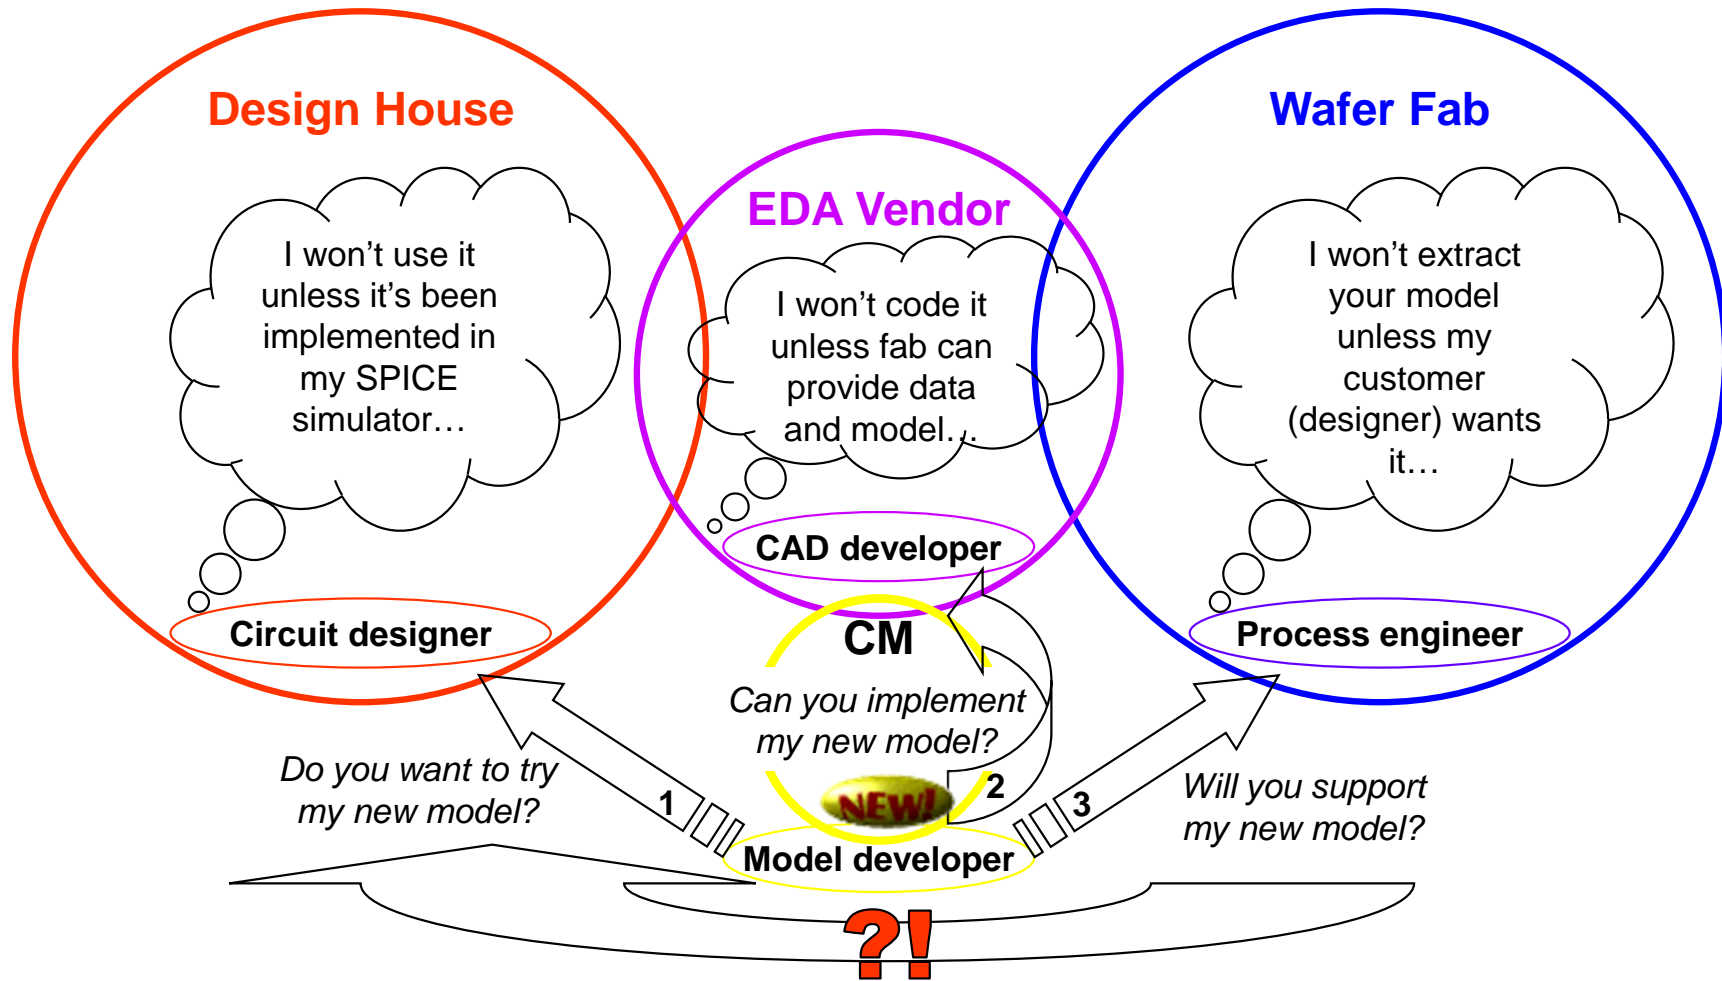 Design House
I won’t use it
unless it’s been
implemented in
my SPICE
simulator…
Circuit designer
EDA Vendor
I won’t code it
unless fab can
provide data
and model…
CAD developer
Wafer Fab
I won’t extract
your model
unless my
customer
(designer) wants
it…
Process engineer
CM
Can you implement
my new model?
NEW!
Do you want to try
my new model?
1
2
3
Will you support
my new model?
Model developer
?!